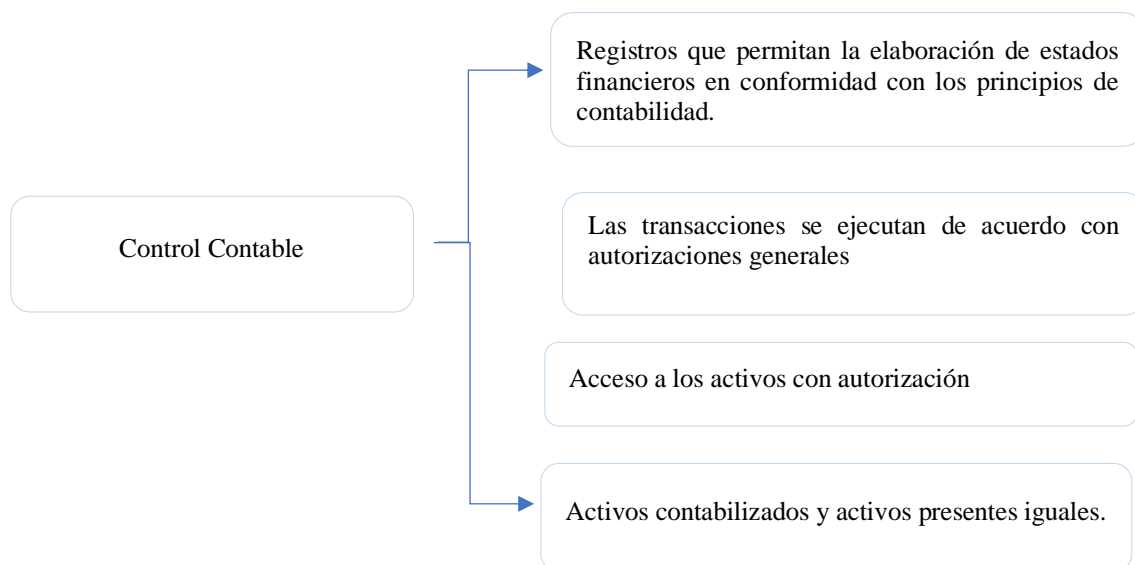 Registros que permitan la elaboración de estados
financieros en conformidad con los principios de
contabilidad.
Control Contable
Las transacciones se ejecutan de acuerdo con
autorizaciones generales
Acceso a los activos con autorización
Activos contabilizados y activos presentes iguales.